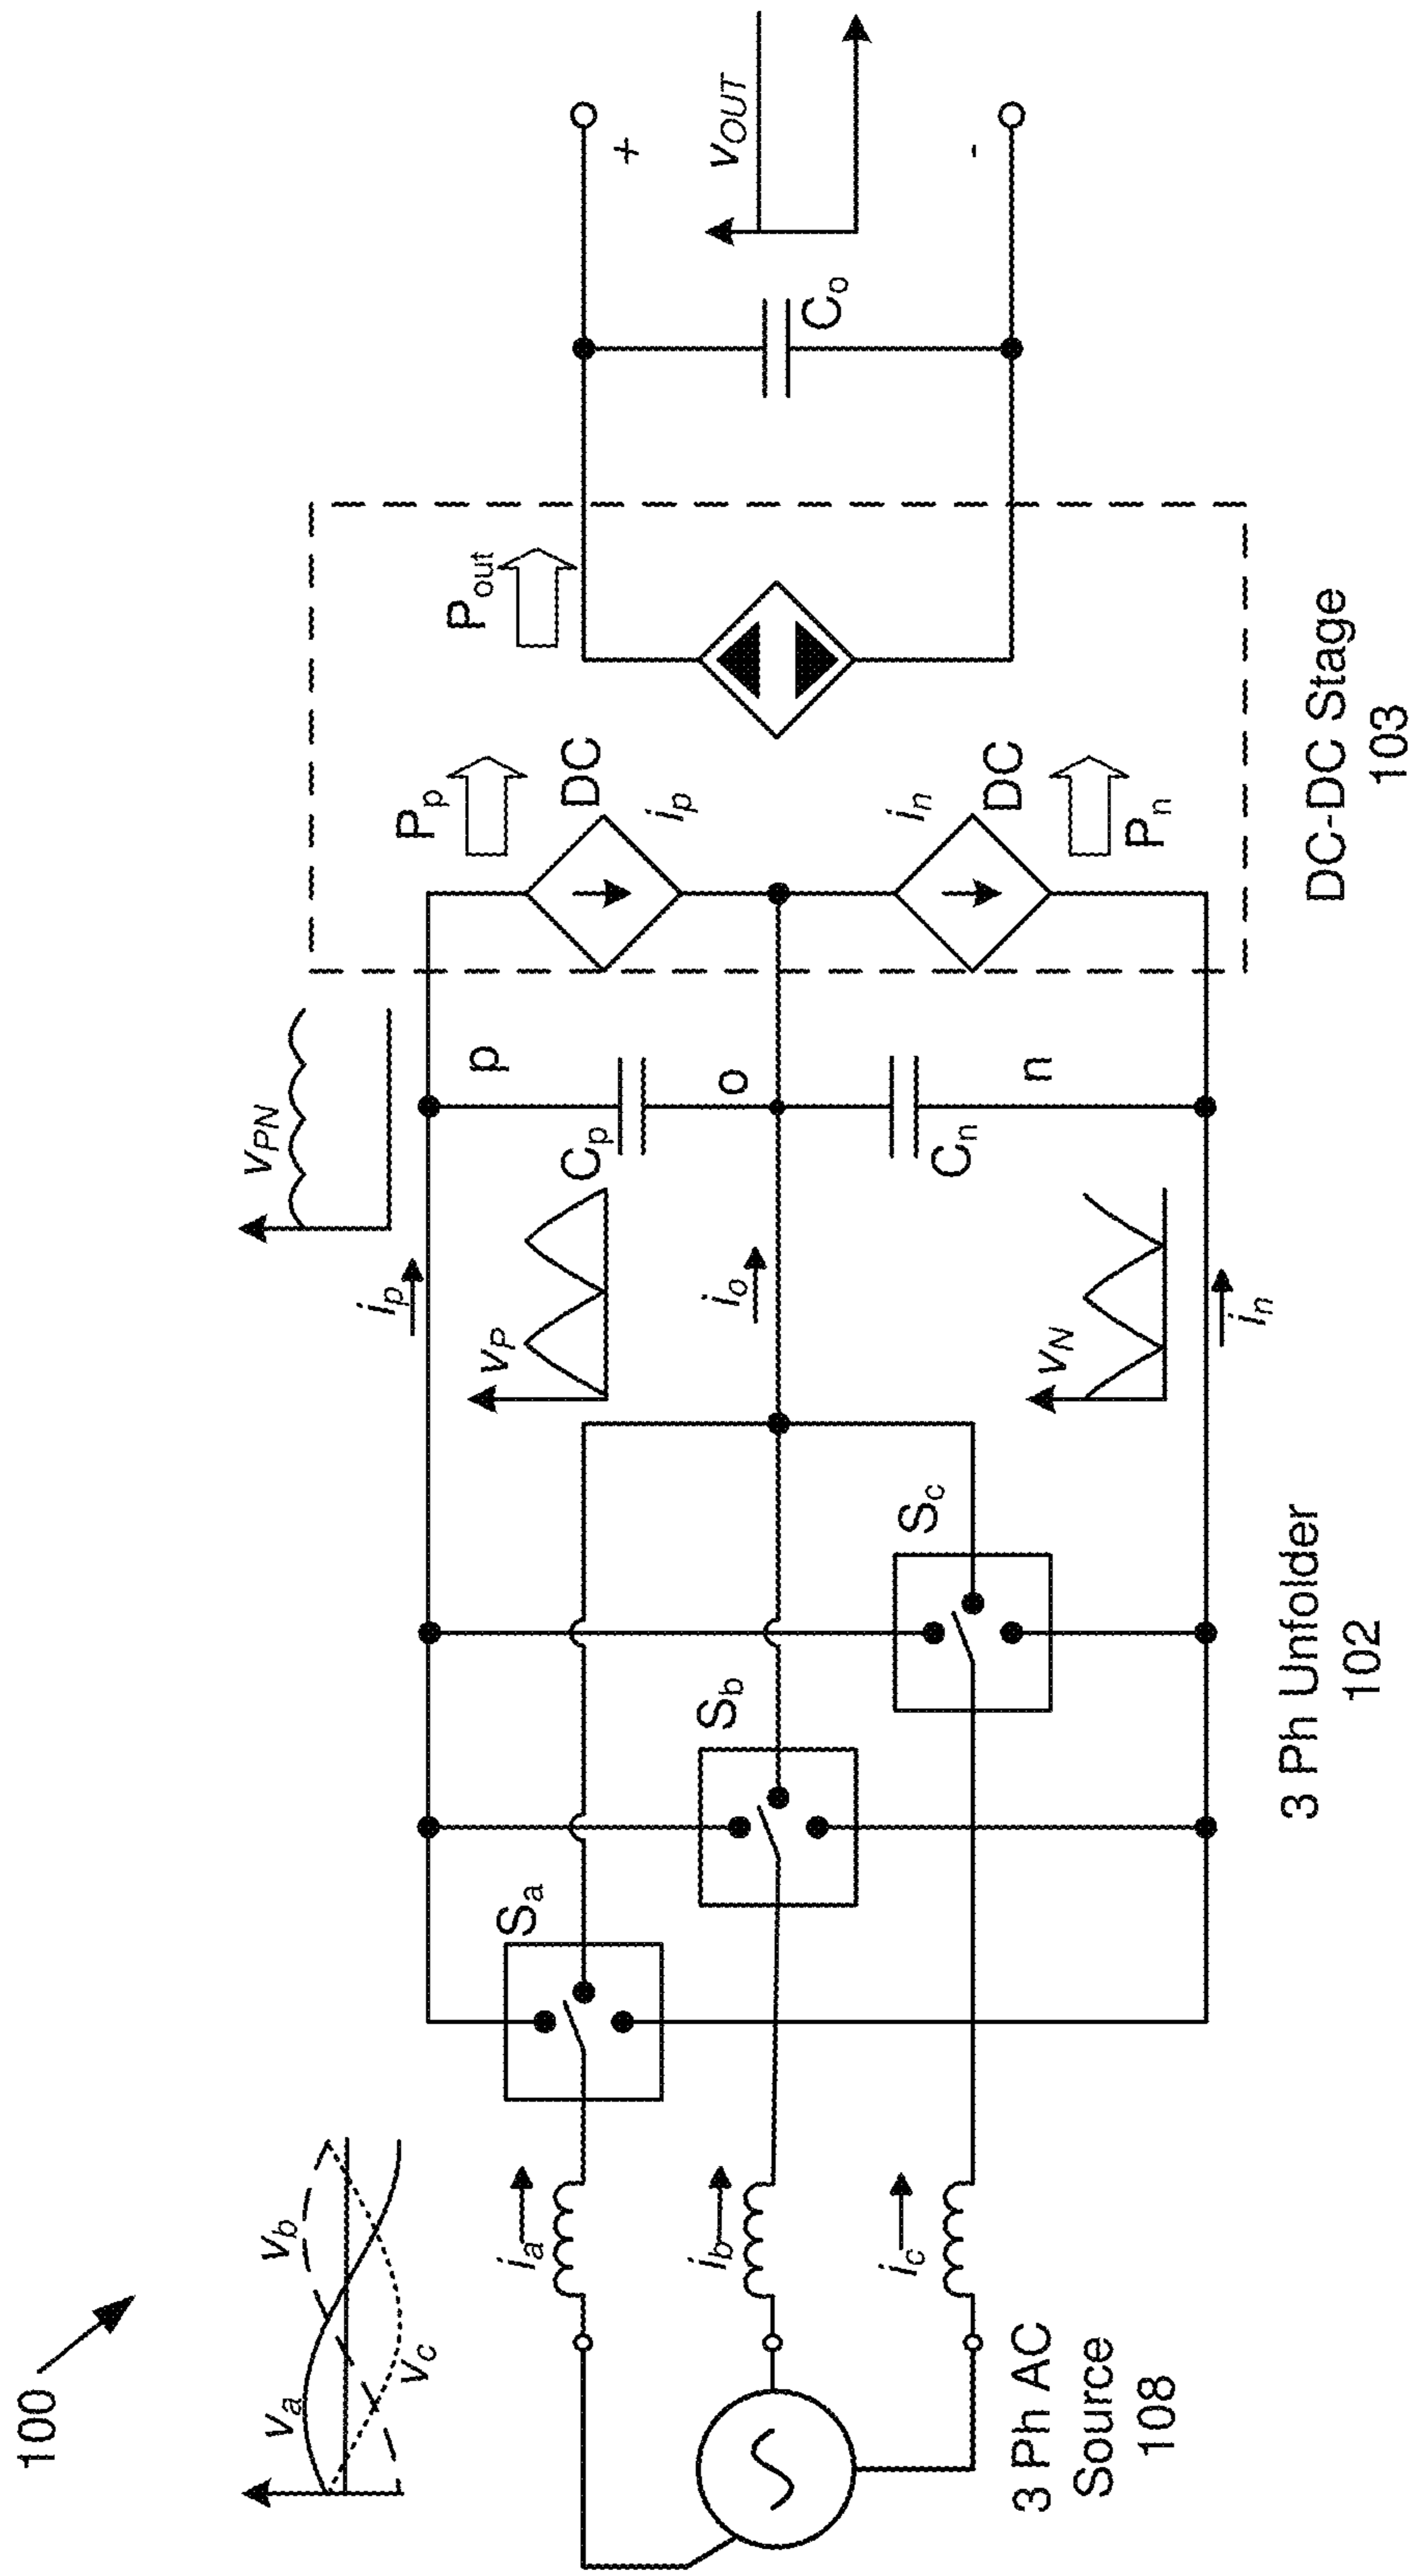 100
va
vb
vc
3 Ph AC
Source
108
ia
ib
ic
Sa
Sb
Sc
3 Ph Unfolder
102
ip
io
in
vP
vN
vPN
Cp
Cn
p
o
n
Pp
DC
ip
in
DC
Pn
Pout
DC-DC Stage
103
Co
+
vOUT
-